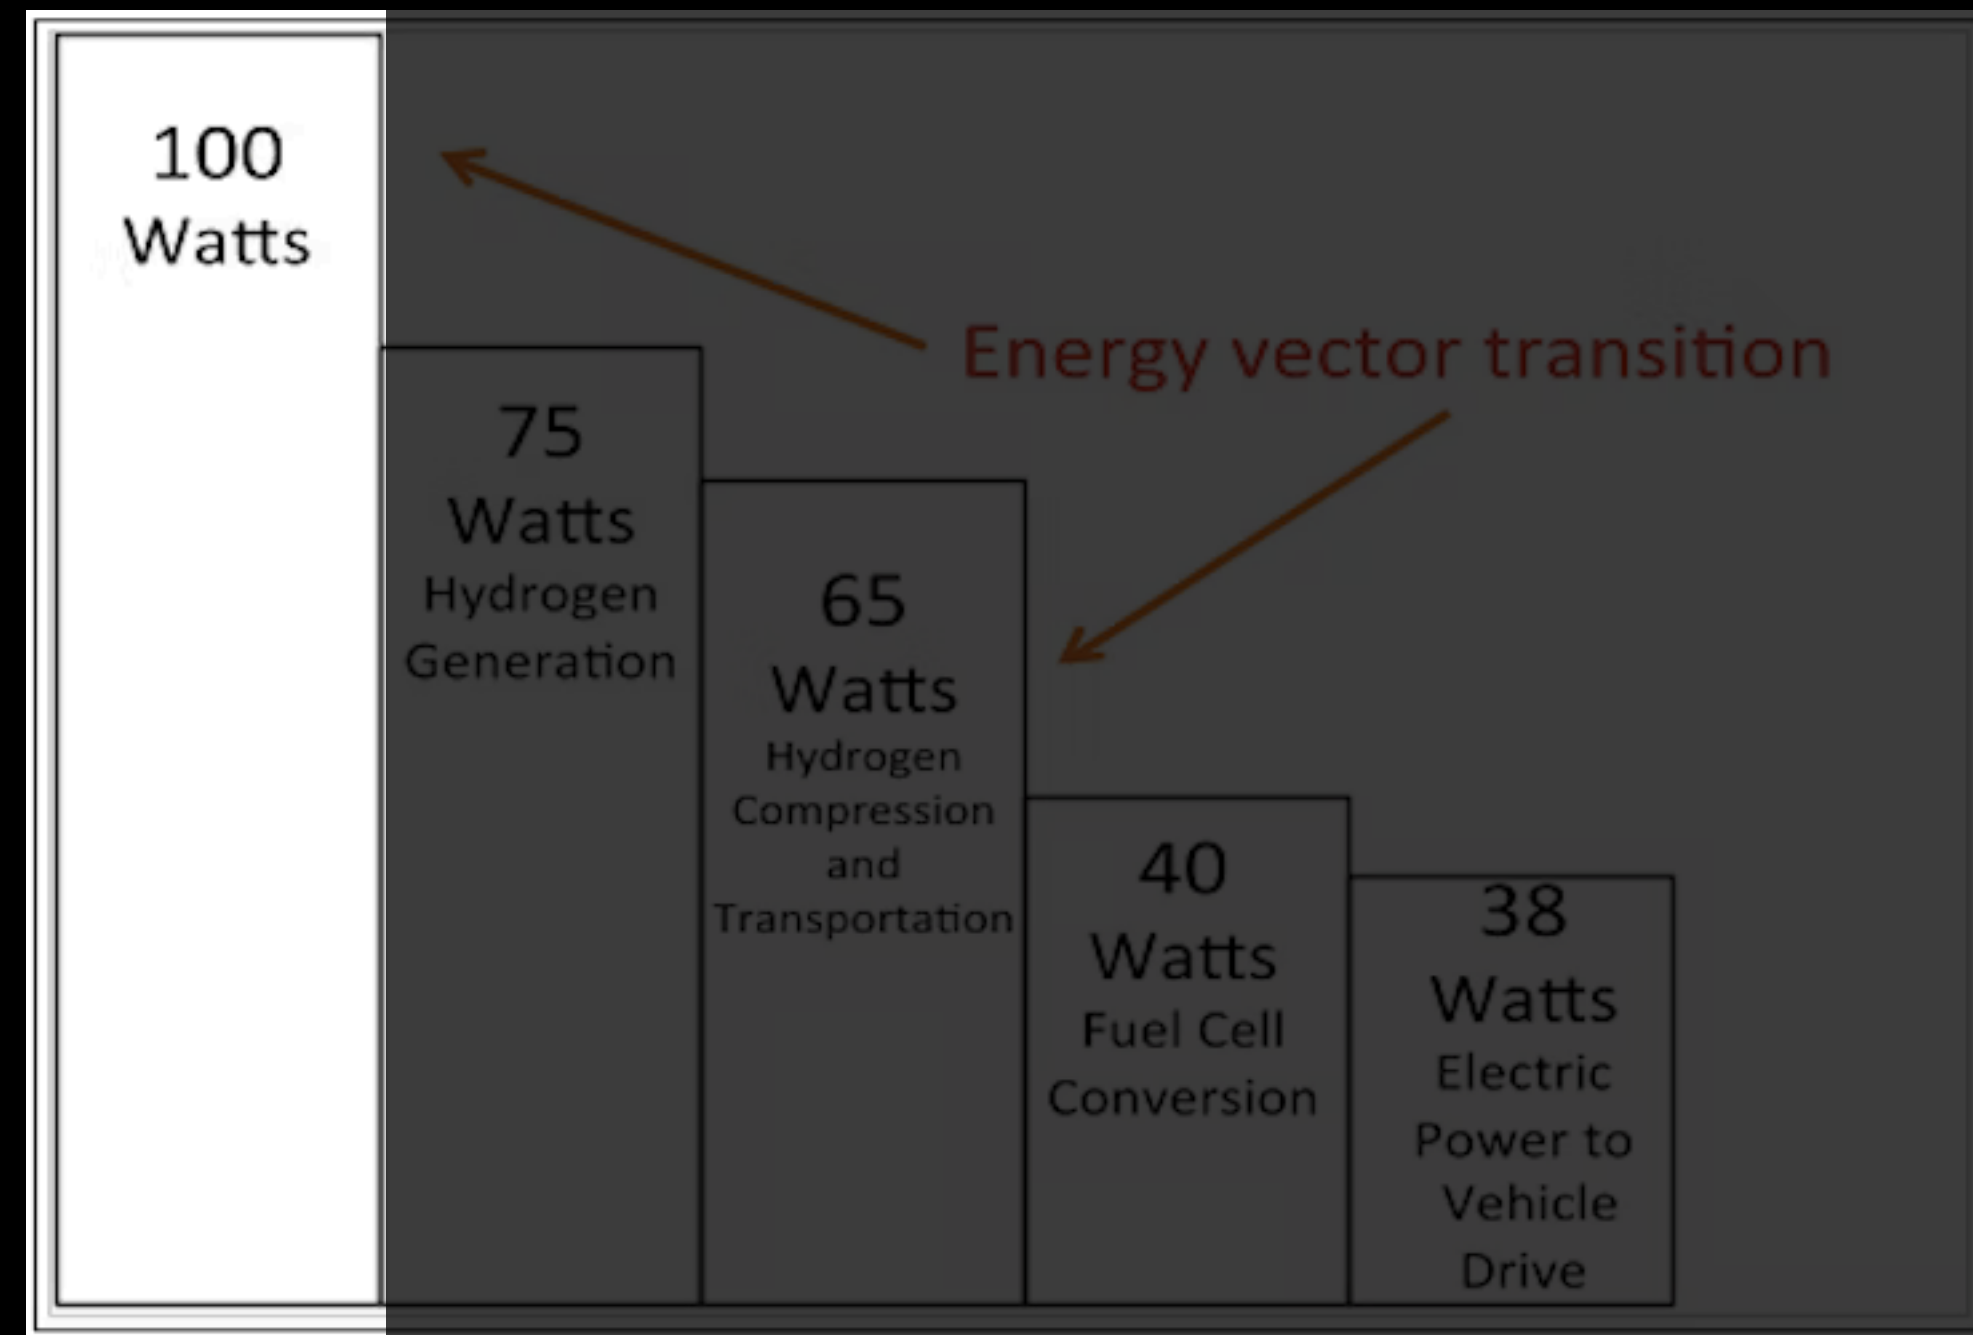 100
Watts
Energy vector transition
75
Watts
Hydrogen
Generation
65
Watts
Hydrogen
Compression
and
Transportation
40
Watts
Fuel Cell
Conversion
38
Watts
Electric
Power to
Vehicle
Drive